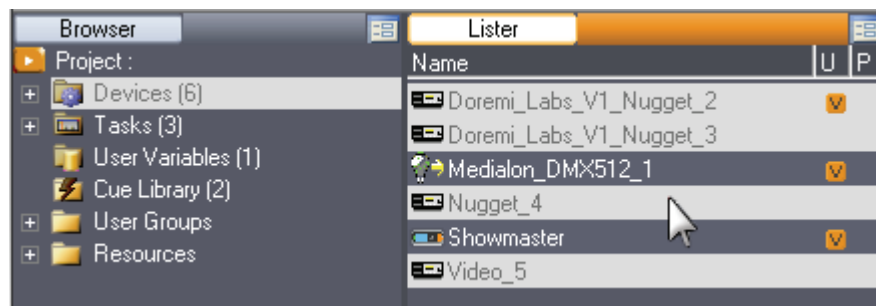 Browser
Project :
Devices (6)
Tasks (3)
User Variables (1)
Cue Library (2)
User Groups
Resources
Lister
Name U P
Doremi_Labs_V1_Nugget_2 V
Doremi_Labs_V1_Nugget_3
Medialon_DMX512_1 V
Nugget_4
Showmaster V
Video_5